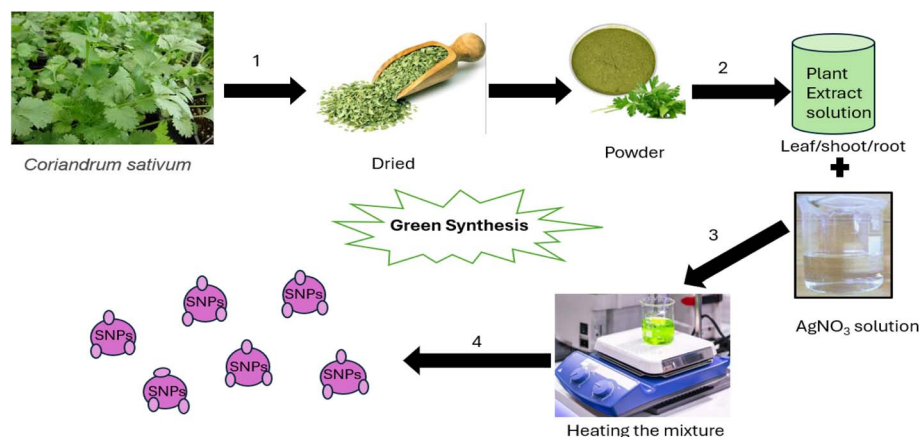 1
2
Plant
Extract
solution
Coriandrum sativum
Dried
Powder
Leaf/shoot/root
+
Green Synthesis
3
AgNO₃ solution
SNPs
SNPs
SNPs
SNPs
SNPs
SNPs
SNPs
4
Heating the mixture